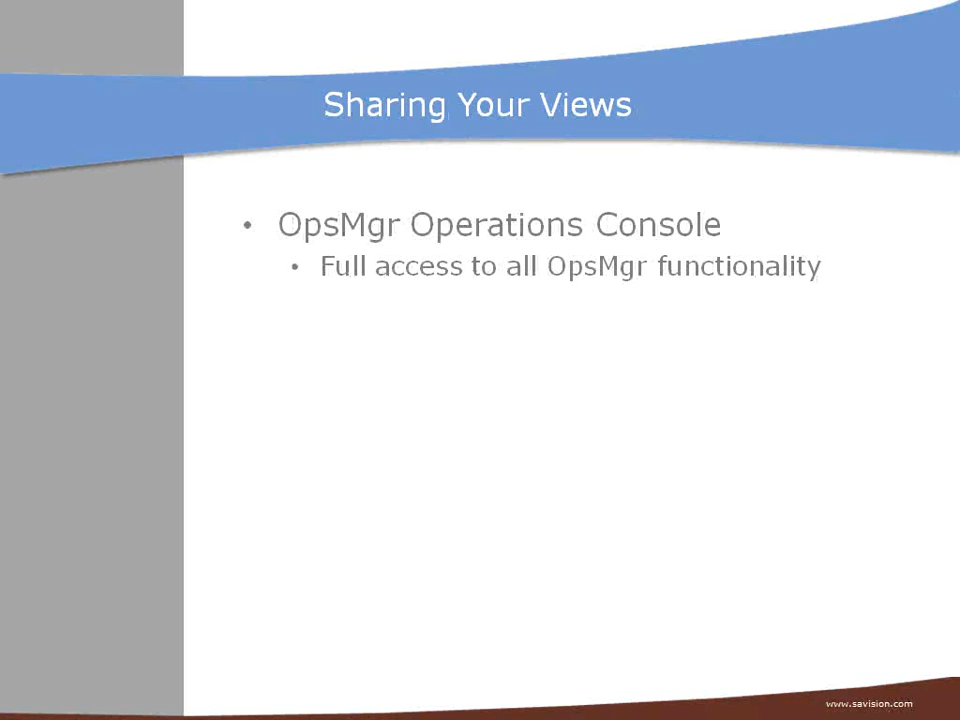 Sharing Your Views
• OpsMgr Operations Console
• Full access to all OpsMgr functionality
www.savision.com